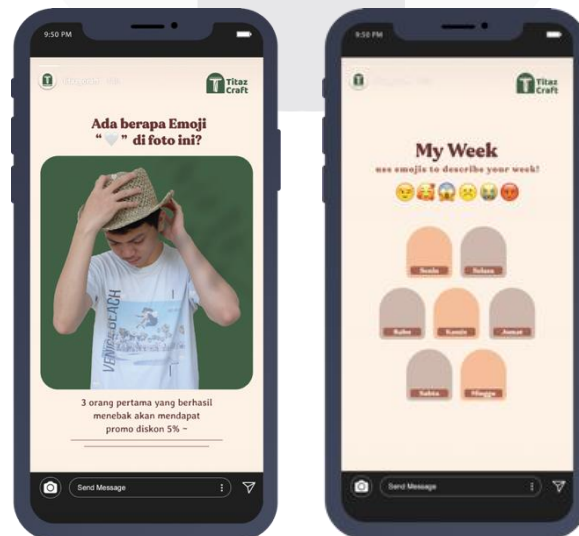 9:50 PM
Titaz
Craft
Ada berapa Emoji
“🤍” di foto ini?
VENICE BEACH
3 orang pertama yang berhasil
menebak akan mendapat
promo diskon 5% ~
Send Message
9:50 PM
Titaz
Craft
My Week
use emojis to describe your week!
Senin
Selasa
Rabu
Kamis
Jumat
Sabtu
Minggu
Send Message